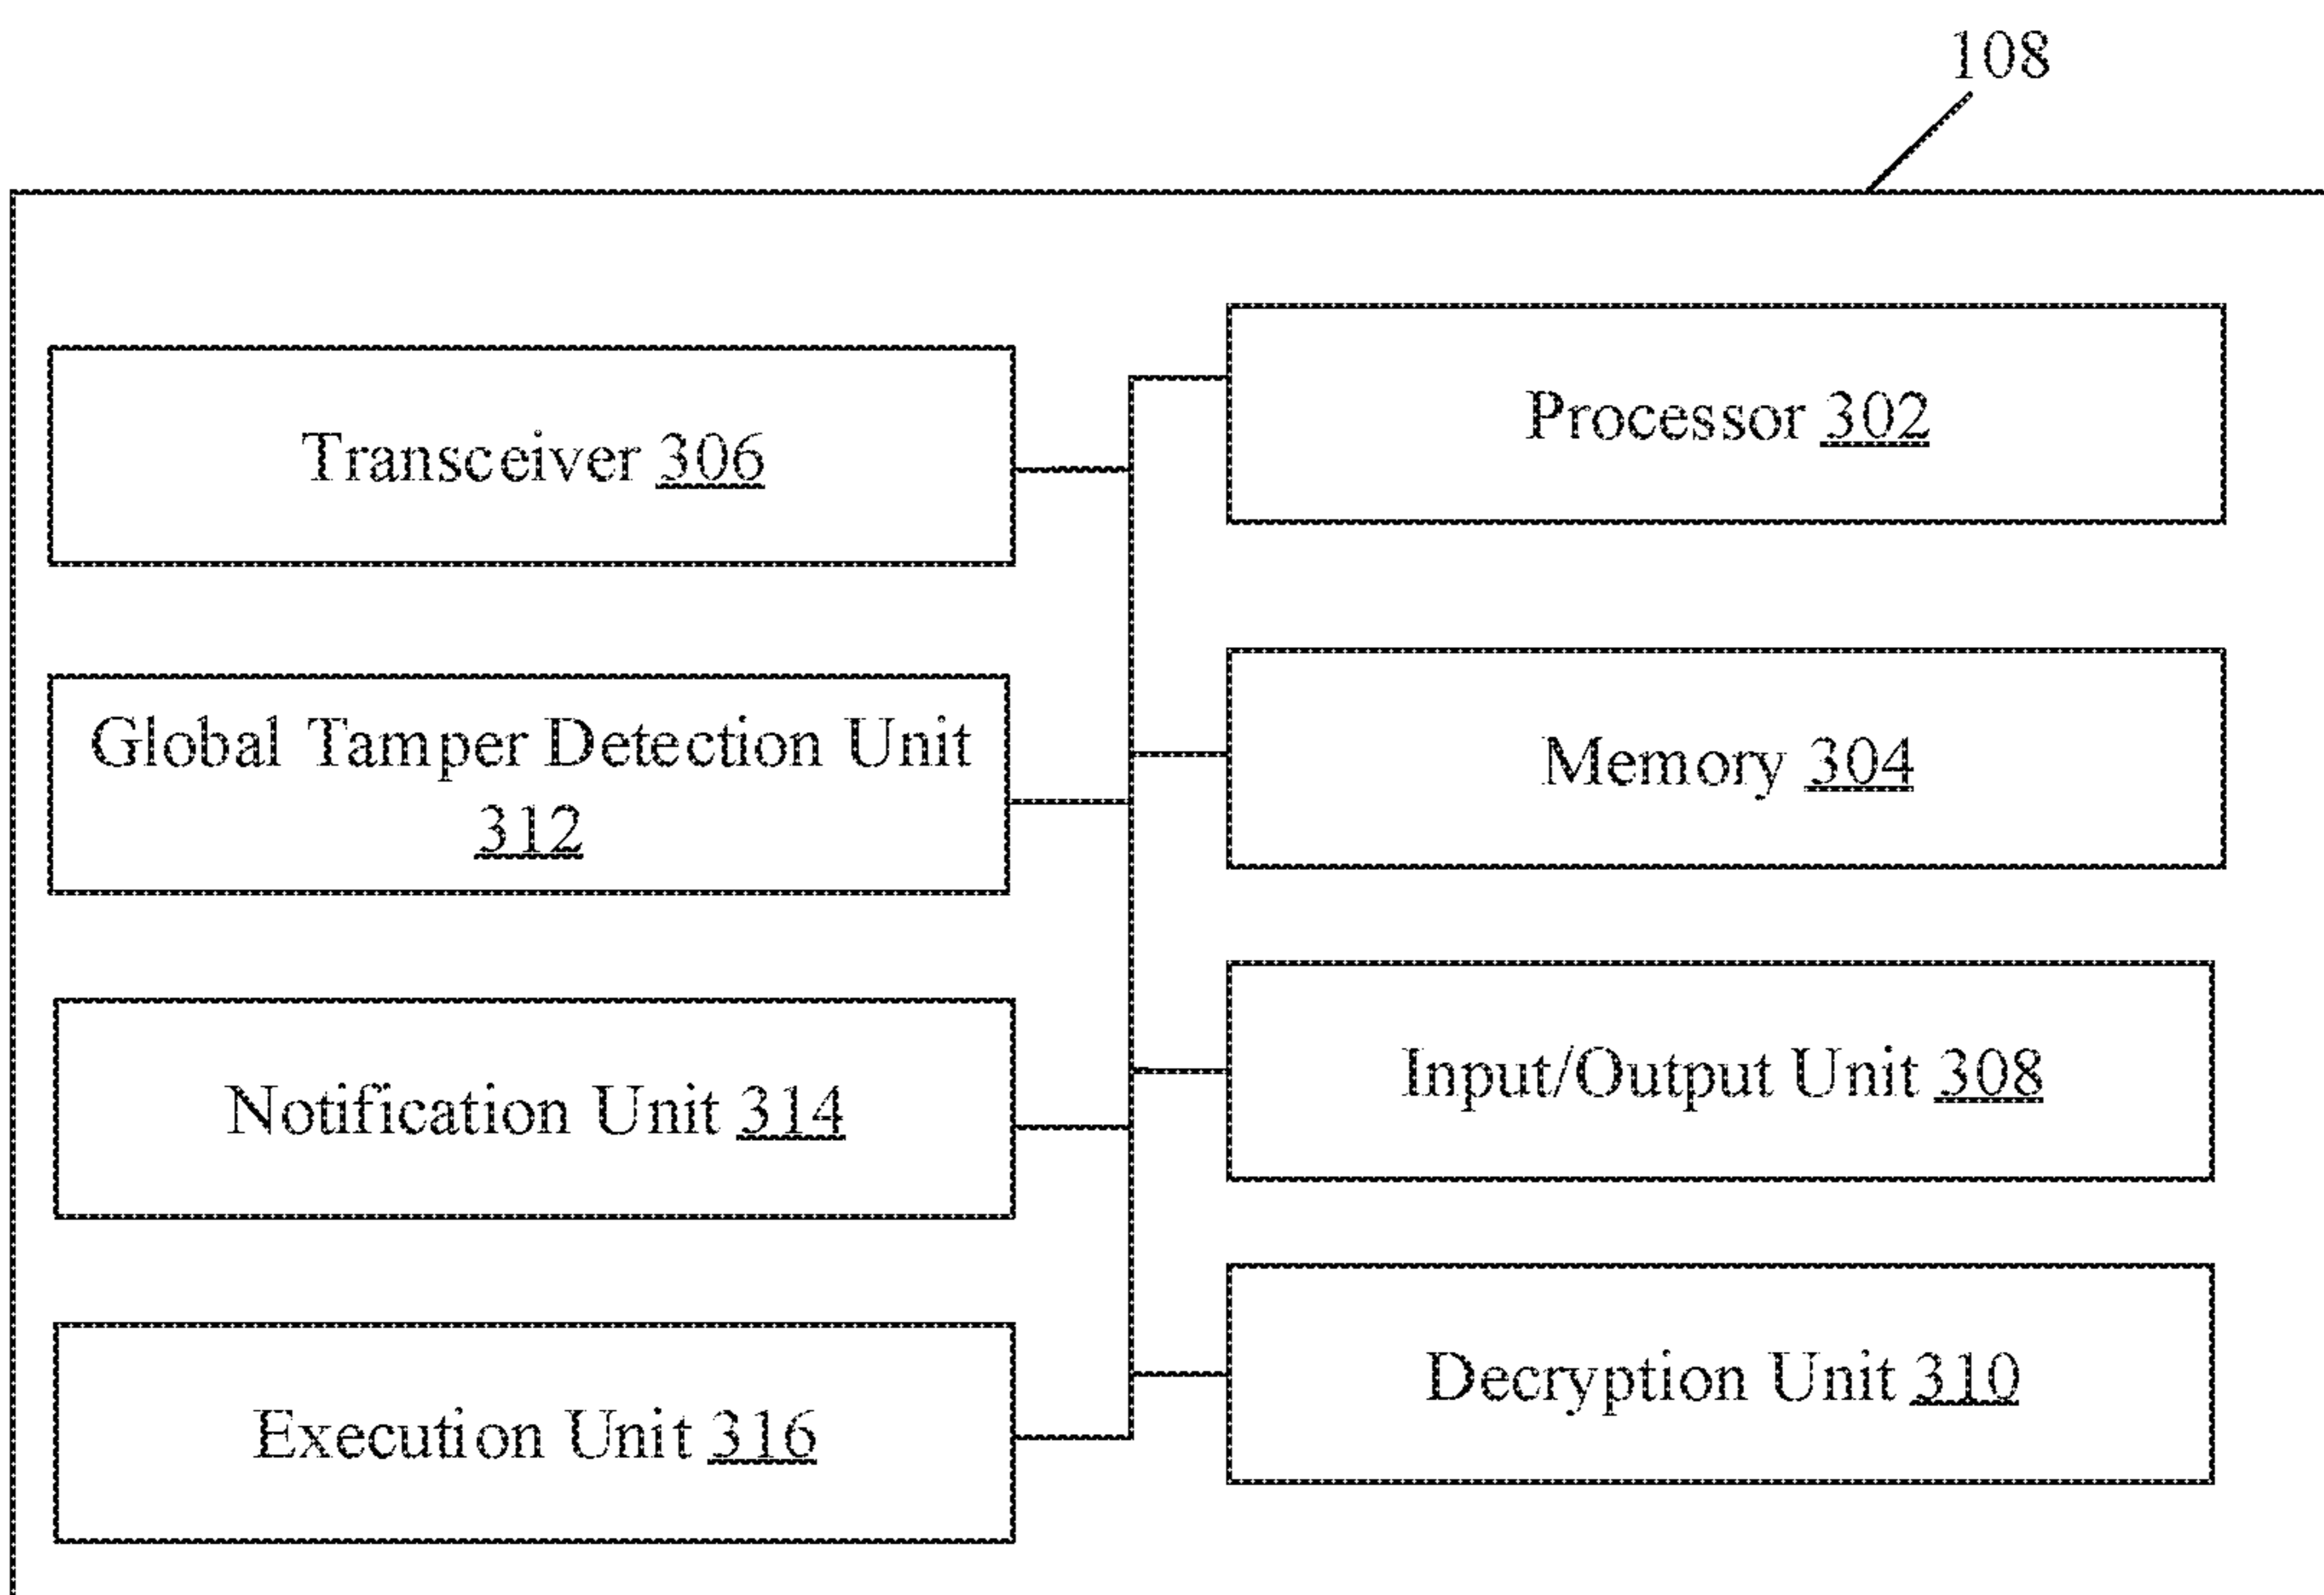 108
Transceiver 306
Processor 302
Global Tamper Detection Unit
312
Memory 304
Notification Unit 314
Input/Output Unit 308
Execution Unit 316
Decryption Unit 310